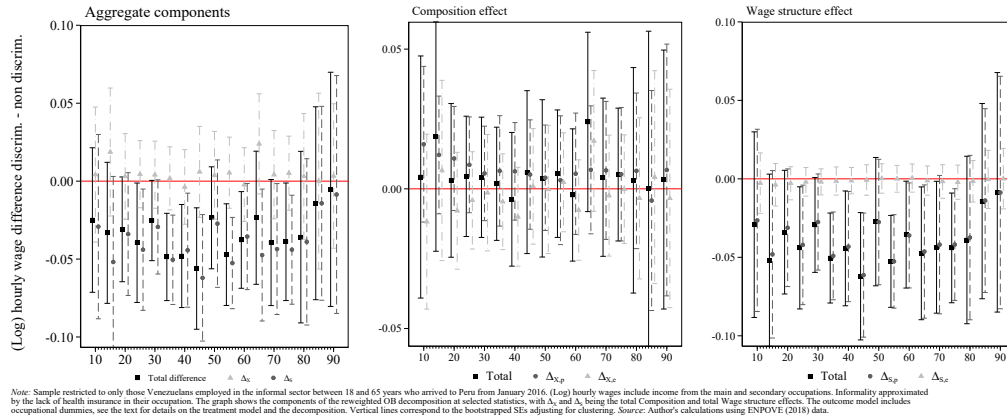 Aggregate components
Composition effect
Wage structure effect
(Log) hourly wage difference discrim. - non discrim.
0.10
0.05
0.00
-0.05
-0.10
10 20 30 40 50 60 70 80 90
■ Total difference ▲ Δx ● Δs
0.05
0.00
-0.05
10 20 30 40 50 60 70 80 90
■ Total ● ΔX,p ▲ ΔX,e
0.10
0.05
0.00
-0.05
-0.10
10 20 30 40 50 60 70 80 90
■ Total ● ΔS,p ▲ ΔS,e
Note: Sample restricted to only those Venezuelans employed in the informal sector between 18 and 65 years who arrived to Peru from January 2016. (Log) hourly wages include income from the main and secondary occupations. Informality approximated
by the lack of health insurance in their occupation. The graph shows the components of the reweighted OB decomposition at selected statistics, with Δx and Δs being the total Composition and total Wage structure effects. The outcome model includes
occupational dummies, see the text for details on the treatment model and the decomposition. Vertical lines correspond to the bootstrapped SEs adjusting for clustering. Source: Author's calculations using ENPOVE (2018) data.